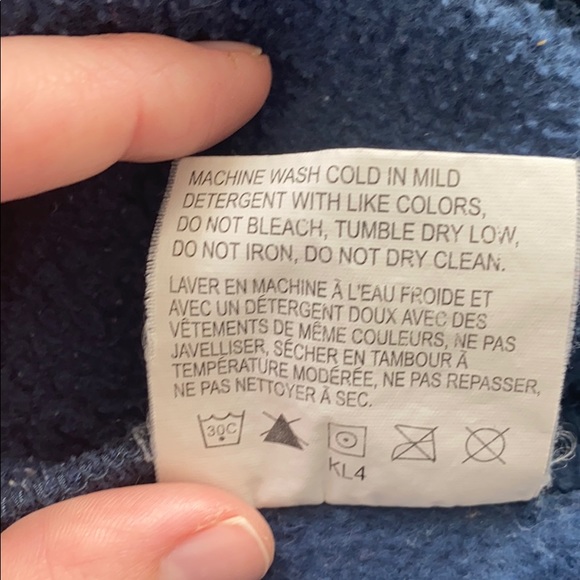 MACHINE WASH COLD IN MILD
DETERGENT WITH LIKE COLORS,
DO NOT BLEACH, TUMBLE DRY LOW,
DO NOT IRON, DO NOT DRY CLEAN.
LAVER EN MACHINE À L'EAU FROIDE ET
AVEC UN DÉTERGENT DOUX AVEC DES
VÊTEMENTS DE MÊME COULEURS, NE PAS
JAVELLISER, SÉCHER EN TAMBOUR À
TEMPÉRATURE MODÉRÉE, NE PAS REPASSER,
NE PAS NETTOYER À SEC.
30C
KL4